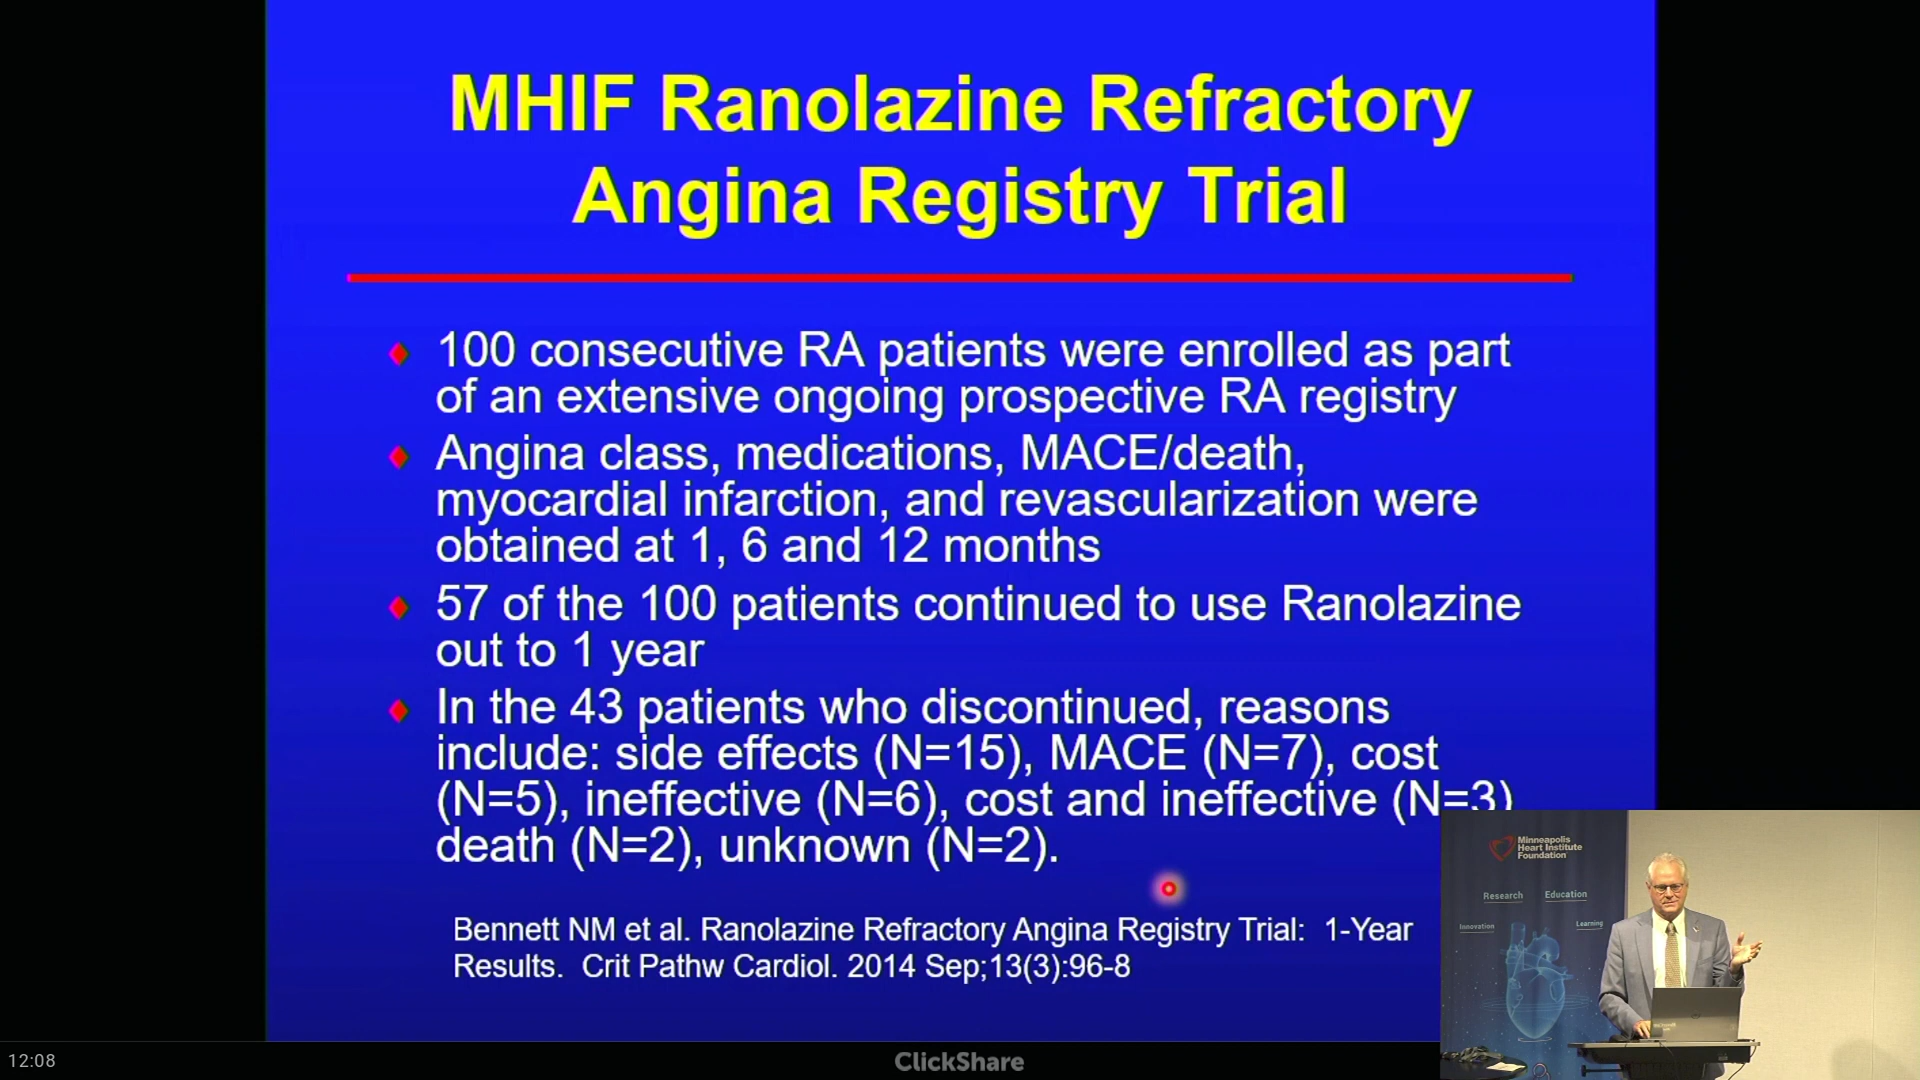 MHIF Ranolazine Refractory
Angina Registry Trial
100 consecutive RA patients were enrolled as part
of an extensive ongoing prospective RA registry
Angina class, medications, MACE/death,
myocardial infarction, and revascularization were
obtained at 1, 6 and 12 months
57 of the 100 patients continued to use Ranolazine
out to 1 year
In the 43 patients who discontinued, reasons
include: side effects (N=15), MACE (N=7), cost
(N=5), ineffective (N=6), cost and ineffective (N=3)
death (N=2), unknown (N=2).
Bennett NM et al. Ranolazine Refractory Angina Registry Trial: 1-Year
Results. Crit Pathw Cardiol. 2014 Sep;13(3):96-8
Minneapolis
Heart Institute
Foundation
Research
Education
Innovation
Learning
12:08
ClickShare